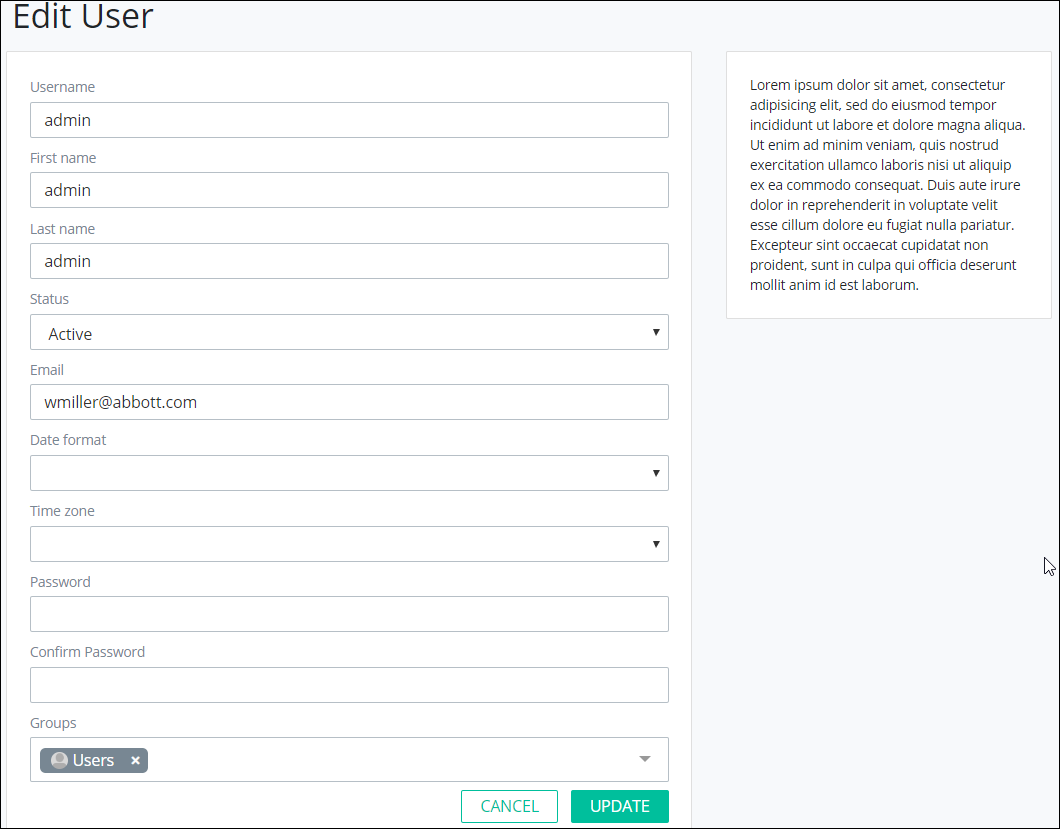 Edit User
Username
admin
First name
admin
Last name
admin
Status
Active
Email
wmiller@abbott.com
Date format
Time zone
Password
Confirm Password
Groups
Users ×
CANCEL
UPDATE
Lorem ipsum dolor sit amet, consectetur
adipisicing elit, sed do eiusmod tempor
incididunt ut labore et dolore magna aliqua.
Ut enim ad minim veniam, quis nostrud
exercitation ullamco laboris nisi ut aliquip
ex ea commodo consequat. Duis aute irure
dolor in reprehenderit in voluptate velit
esse cillum dolore eu fugiat nulla pariatur.
Excepteur sint occaecat cupidatat non
proident, sunt in culpa qui officia deserunt
mollit anim id est laborum.